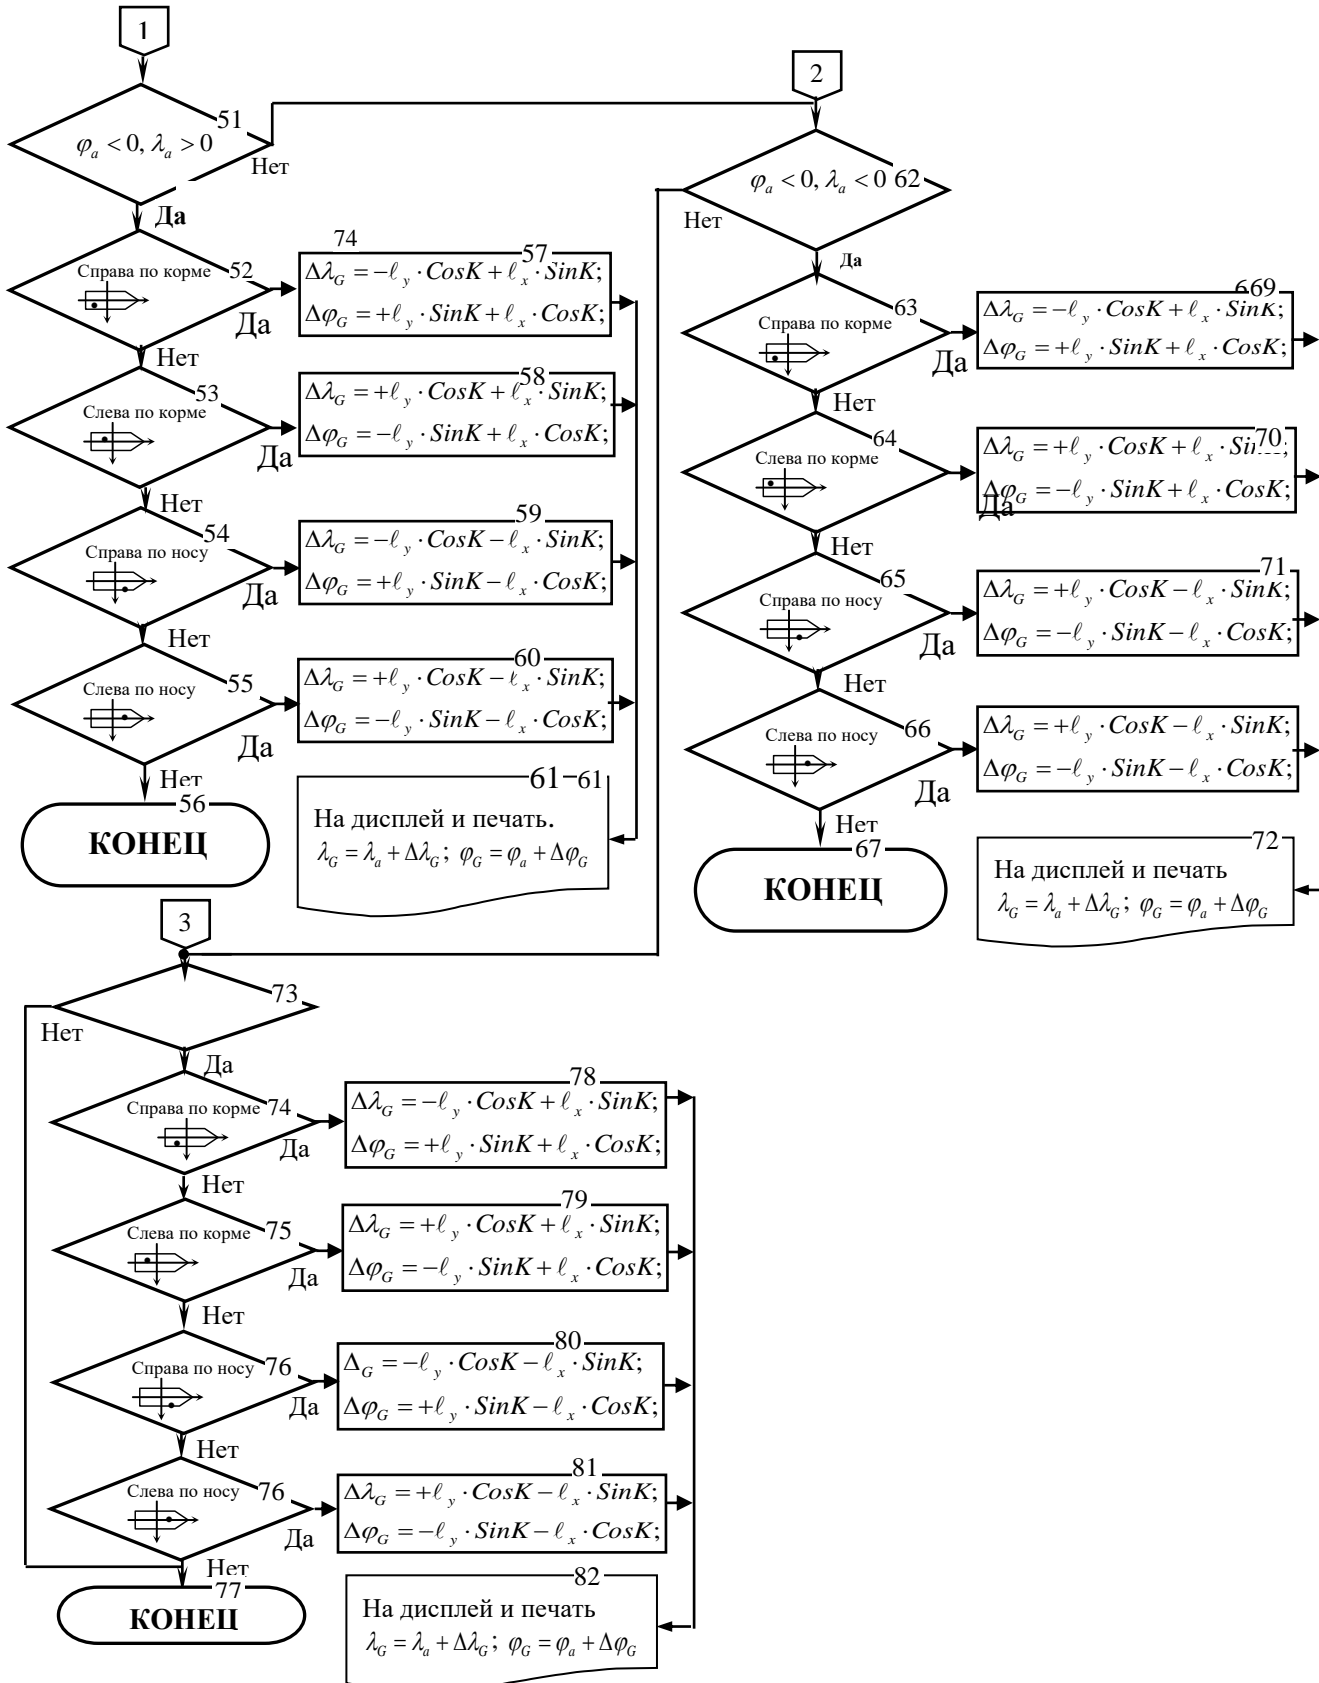 1
51
φa < 0, λa > 0
Нет
Да
Справа по корме
52
Да
74
57
ΔλG = −ℓy · CosK + ℓx · SinK;
ΔφG = +ℓy · SinK + ℓx · CosK;
Нет
53
Слева по корме
Да
58
ΔλG = +ℓy · CosK + ℓx · SinK;
ΔφG = −ℓy · SinK + ℓx · CosK;
Нет
54
Справа по носу
Да
59
ΔλG = −ℓy · CosK − ℓx · SinK;
ΔφG = +ℓy · SinK − ℓx · CosK;
Нет
55
Слева по носу
Да
60
ΔλG = +ℓy · CosK − ℓx · SinK;
ΔφG = −ℓy · SinK − ℓx · CosK;
Нет
56
КОНЕЦ
61 61
На дисплей и печать.
λG = λa + ΔλG; φG = φa + ΔφG
2
φa < 0, λa < 0 62
Нет
Да
63
Справа по корме
Да
669
ΔλG = −ℓy · CosK + ℓx · SinK;
ΔφG = +ℓy · SinK + ℓx · CosK;
Нет
64
Слева по корме
Да
70
ΔλG = +ℓy · CosK + ℓx · Sin;
ΔφG = −ℓy · SinK + ℓx · CosK;
Нет
65
Справа по носу
Да
71
ΔλG = +ℓy · CosK − ℓx · SinK;
ΔφG = −ℓy · SinK − ℓx · CosK;
Нет
66
Слева по носу
Да
ΔλG = +ℓy · CosK − ℓx · SinK;
ΔφG = −ℓy · SinK − ℓx · CosK;
Нет
67
КОНЕЦ
72
На дисплей и печать
λG = λa + ΔλG; φG = φa + ΔφG
3
73
Нет
Да
Справа по корме 74
Да
78
ΔλG = −ℓy · CosK + ℓx · SinK;
ΔφG = +ℓy · SinK + ℓx · CosK;
Нет
Слева по корме 75
Да
79
ΔλG = +ℓy · CosK + ℓx · SinK;
ΔφG = −ℓy · SinK + ℓx · CosK;
Нет
Справа по носу 76
Да
80
ΔG = −ℓy · CosK − ℓx · SinK;
ΔφG = +ℓy · SinK − ℓx · CosK;
Нет
Слева по носу 76
Да
81
ΔλG = +ℓy · CosK − ℓx · SinK;
ΔφG = −ℓy · SinK − ℓx · CosK;
Нет
77
КОНЕЦ
82
На дисплей и печать
λG = λa + ΔλG; φG = φa + ΔφG